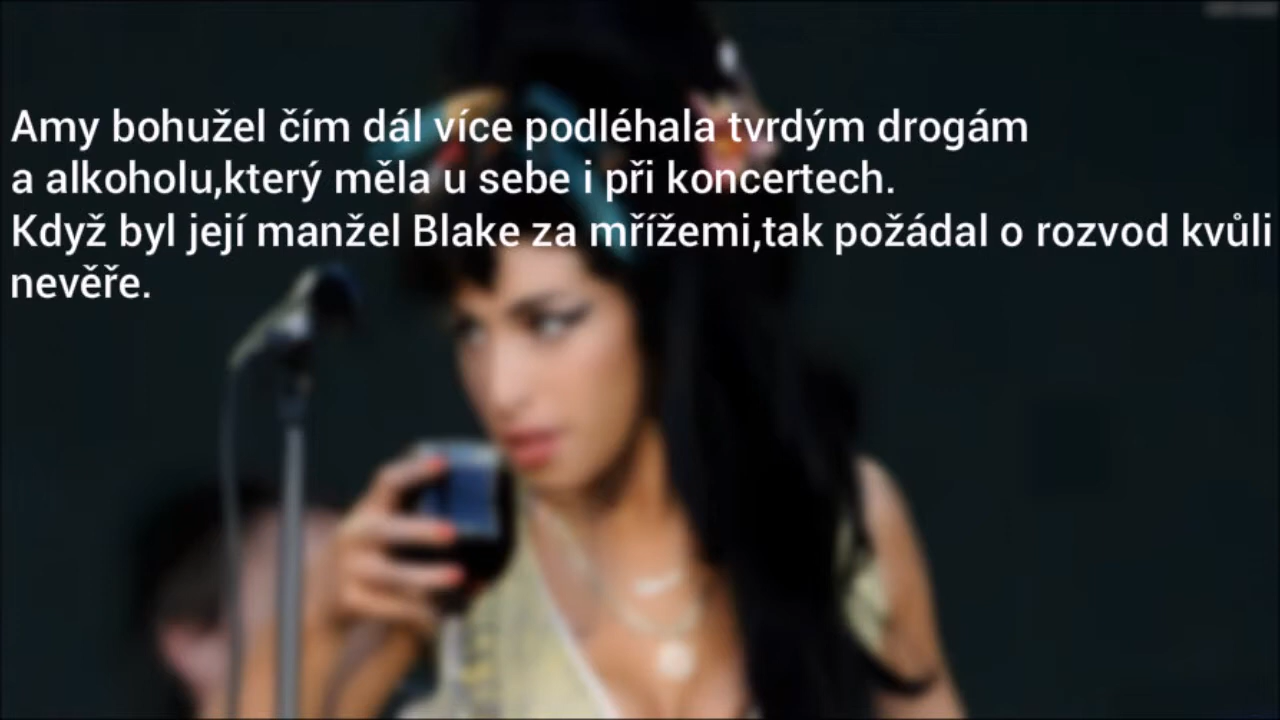 Amy bohužel čím dál více podléhala tvrdým drogám
a alkoholu,který měla u sebe i při koncertech.
Když byl její manžel Blake za mřížemi,tak požádal o rozvod kvůli
nevěře.